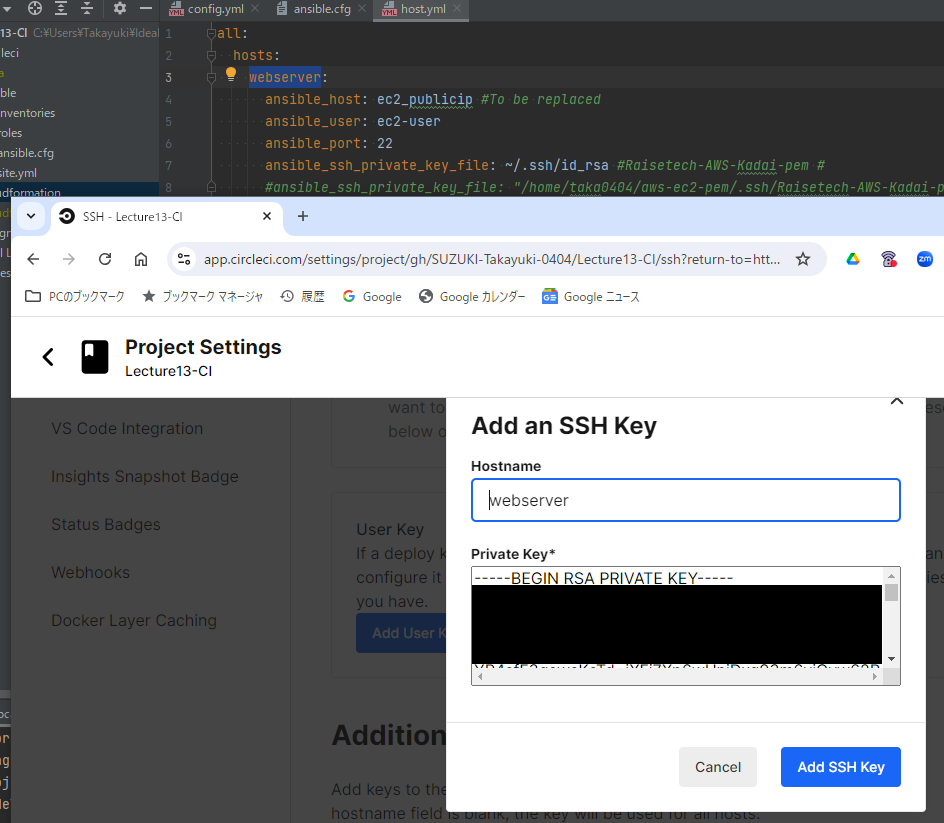 config.yml
ansible.cfg
host.yml
13-CI C:¥Users¥Takayuki¥Ideal
leci
ble
nventories
roles
ansible.cfg
site.yml
ndformation
1 all:
2 hosts:
3 webserver:
4 ansible_host: ec2_publicip #To be replaced
5 ansible_user: ec2-user
6 ansible_port: 22
7 ansible_ssh_private_key_file: ~/.ssh/id_rsa #Raisetech-AWS-Kadai-pem #
8 #ansible_ssh_private_key_file: "/home/taka0404/aws-ec2-pem/.ssh/Raisetech-AWS-Kadai-p
SSH - Lecture13-CI
app.circleci.com/settings/project/gh/SUZUKI-Takayuki-0404/Lecture13-CI/ssh?return-to=htt...
zm
PCのブックマーク
ブックマーク マネージャ
履歴
Google
Google カレンダー
Google ニュース
Project Settings
Lecture13-CI
VS Code Integration
Insights Snapshot Badge
Status Badges
Webhooks
Docker Layer Caching
want to
below o
User Key
If a deploy k
configure it
you have.
Add User K
Addition
Add keys to the
hostname field is blank, the key will be used for all hosts.
Add an SSH Key
Hostname
webserver
Private Key*
-----BEGIN RSA PRIVATE KEY-----
Cancel
Add SSH Key